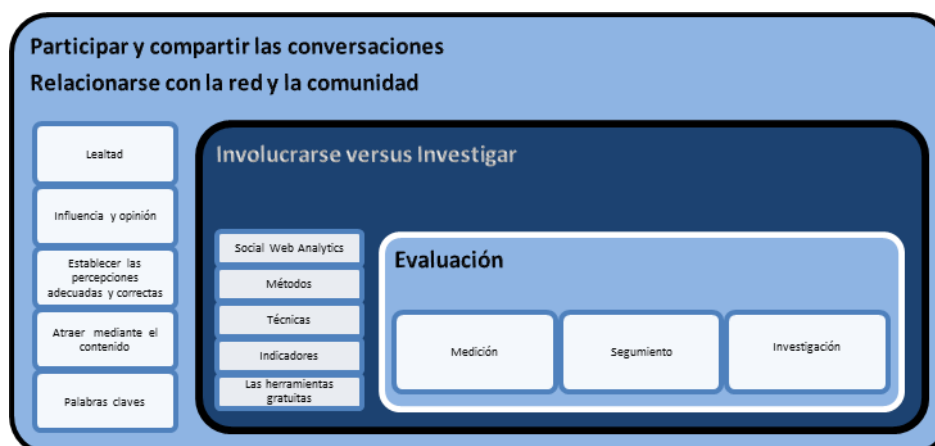 Participar y compartir las conversaciones
Relacionarse con la red y la comunidad
Lealtad
Influencia y opinión
Establecer las
percepciones
adecuadas y correctas
Atraer mediante el
contenido
Palabras claves
Involucrarse versus Investigar
Social Web Analytics
Métodos
Técnicas
Indicadores
Las herramientas
gratuitas
Evaluación
Medición
Segumiento
Investigación